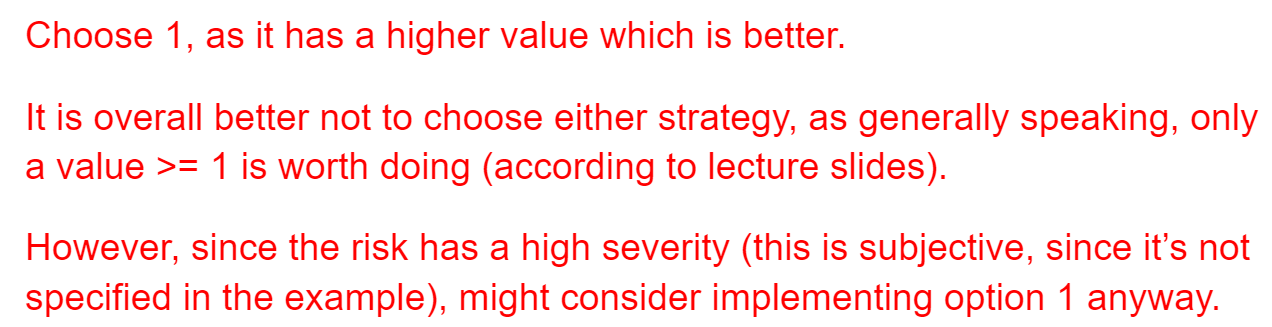 Choose 1, as it has a higher value which is better.
It is overall better not to choose either strategy, as generally speaking, only
a value >= 1 is worth doing (according to lecture slides).
However, since the risk has a high severity (this is subjective, since it’s not
specified in the example), might consider implementing option 1 anyway.